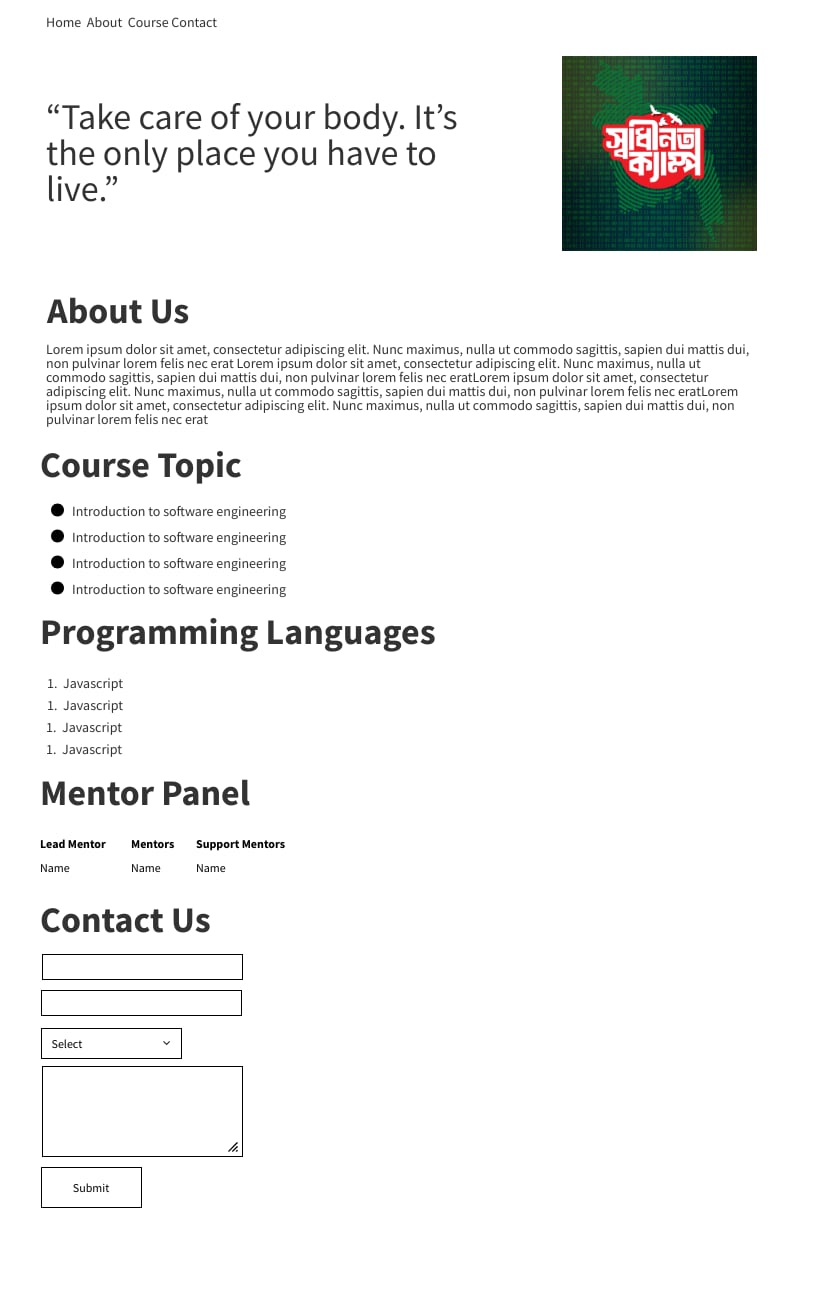 Home About Course Contact
“Take care of your body. It’s
the only place you have to
live.”
স্বাধীনতা
ক্যাম্প
About Us
Lorem ipsum dolor sit amet, consectetur adipiscing elit. Nunc maximus, nulla ut commodo sagittis, sapien dui mattis dui,
non pulvinar lorem felis nec erat Lorem ipsum dolor sit amet, consectetur adipiscing elit. Nunc maximus, nulla ut
commodo sagittis, sapien dui mattis dui, non pulvinar lorem felis nec eratLorem ipsum dolor sit amet, consectetur
adipiscing elit. Nunc maximus, nulla ut commodo sagittis, sapien dui mattis dui, non pulvinar lorem felis nec eratLorem
ipsum dolor sit amet, consectetur adipiscing elit. Nunc maximus, nulla ut commodo sagittis, sapien dui mattis dui, non
pulvinar lorem felis nec erat
Course Topic
Introduction to software engineering
Introduction to software engineering
Introduction to software engineering
Introduction to software engineering
Programming Languages
1. Javascript
1. Javascript
1. Javascript
1. Javascript
Mentor Panel
Lead Mentor Mentors Support Mentors
Name Name Name
Contact Us
Select
Submit